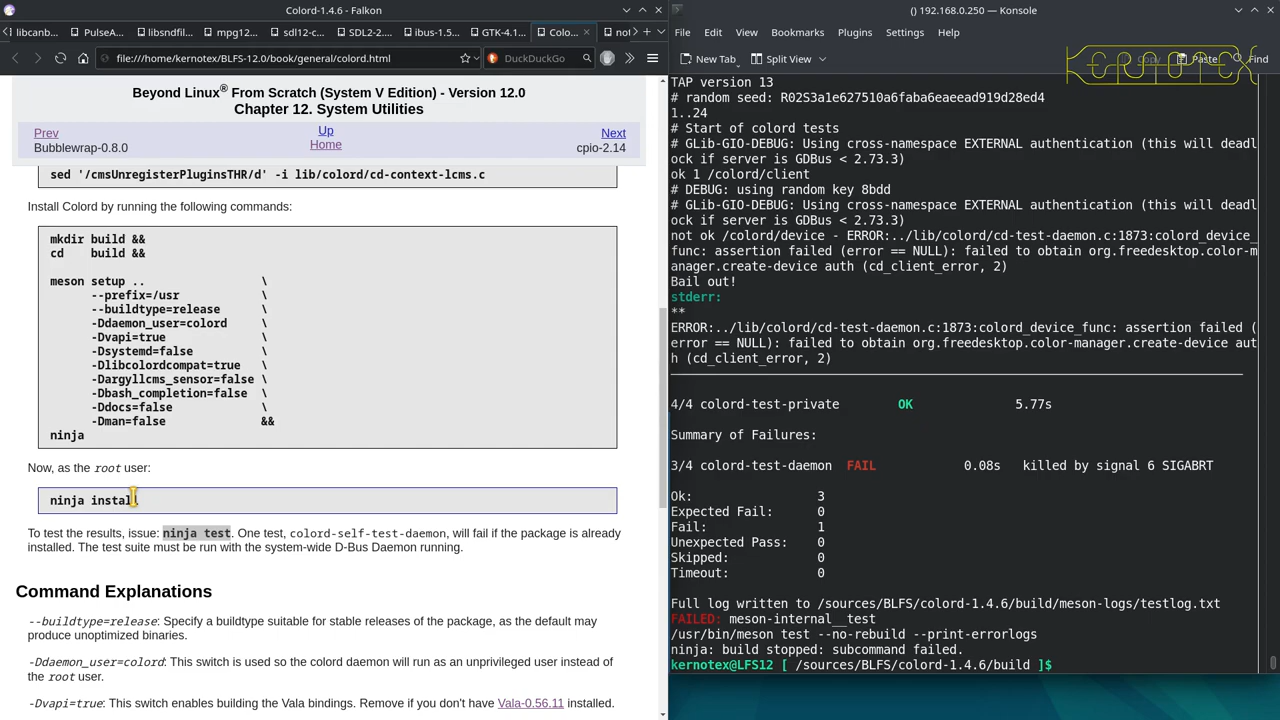 Colord-1.4.6 - Falkon
libcanb...
PulseA...
libsndfil...
mpg12...
sdl12-c...
SDL2-2....
ibus-1.5...
GTK-4.1...
Colo...
no
file:///home/kernotex/BLFS-12.0/book/general/colord.html
DuckDuckGo
Beyond Linux® From Scratch (System V Edition) - Version 12.0
Chapter 12. System Utilities
Prev
Up
Next
Bubblewrap-0.8.0
Home
cpio-2.14
sed '/cmsUnregisterPluginsTHR/d' -i lib/colord/cd-context-lcms.c
Install Colord by running the following commands:
mkdir build &&
cd    build &&
meson setup ..                 \
      --prefix=/usr            \
      --buildtype=release      \
      -Ddaemon_user=colord     \
      -Dvapi=true              \
      -Dsystemd=false          \
      -Dlibcolordcompat=true   \
      -Dargyllcms_sensor=false \
      -Dbash_completion=false  \
      -Ddocs=false             \
      -Dman=false              &&
ninja
Now, as the root user:
ninja install
To test the results, issue: ninja test. One test, colord-self-test-daemon, will fail if the package is already
installed. The test suite must be run with the system-wide D-Bus Daemon running.
Command Explanations
--buildtype=release: Specify a buildtype suitable for stable releases of the package, as the default may
produce unoptimized binaries.
-Ddaemon_user=colord: This switch is used so the colord daemon will run as an unprivileged user instead of
the root user.
-Dvapi=true: This switch enables building the Vala bindings. Remove if you don't have Vala-0.56.11 installed.
() 192.168.0.250 — Konsole
File Edit View Bookmarks Plugins Settings Help
New Tab Split View Copy Paste Find
KERNOTEX
TAP version 13
# random seed: R02S3a1e627510a6faba6eaeead919d28ed4
1..24
# Start of colord tests
# GLib-GIO-DEBUG: Using cross-namespace EXTERNAL authentication (this will deadl
ock if server is GDBus < 2.73.3)
ok 1 /colord/client
# DEBUG: using random key 8bdd
# GLib-GIO-DEBUG: Using cross-namespace EXTERNAL authentication (this will deadl
ock if server is GDBus < 2.73.3)
not ok /colord/device - ERROR:../lib/colord/cd-test-daemon.c:1873:colord_device_
func: assertion failed (error == NULL): failed to obtain org.freedesktop.color-m
anager.create-device auth (cd_client_error, 2)
Bail out!
stderr:
**
ERROR:../lib/colord/cd-test-daemon.c:1873:colord_device_func: assertion failed (
error == NULL): failed to obtain org.freedesktop.color-manager.create-device aut
h (cd_client_error, 2)
4/4 colord-test-private        OK              5.77s
Summary of Failures:
3/4 colord-test-daemon  FAIL           0.08s   killed by signal 6 SIGABRT
Ok:                 3
Expected Fail:      0
Fail:               1
Unexpected Pass:    0
Skipped:            0
Timeout:            0
Full log written to /sources/BLFS/colord-1.4.6/build/meson-logs/testlog.txt
FAILED: meson-internal__test
/usr/bin/meson test --no-rebuild --print-errorlogs
ninja: build stopped: subcommand failed.
kernotex@LFS12 [ /sources/BLFS/colord-1.4.6/build ]$